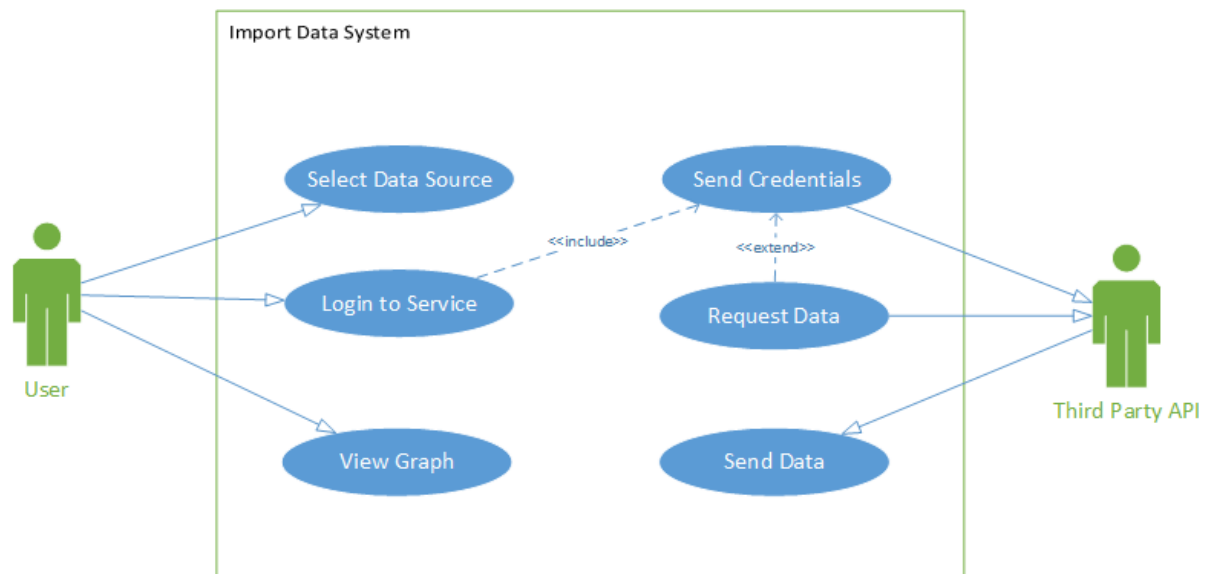 Import Data System
Select Data Source
Send Credentials
<<include>>
<<extend>>
Login to Service
Request Data
User
Third Party API
View Graph
Send Data